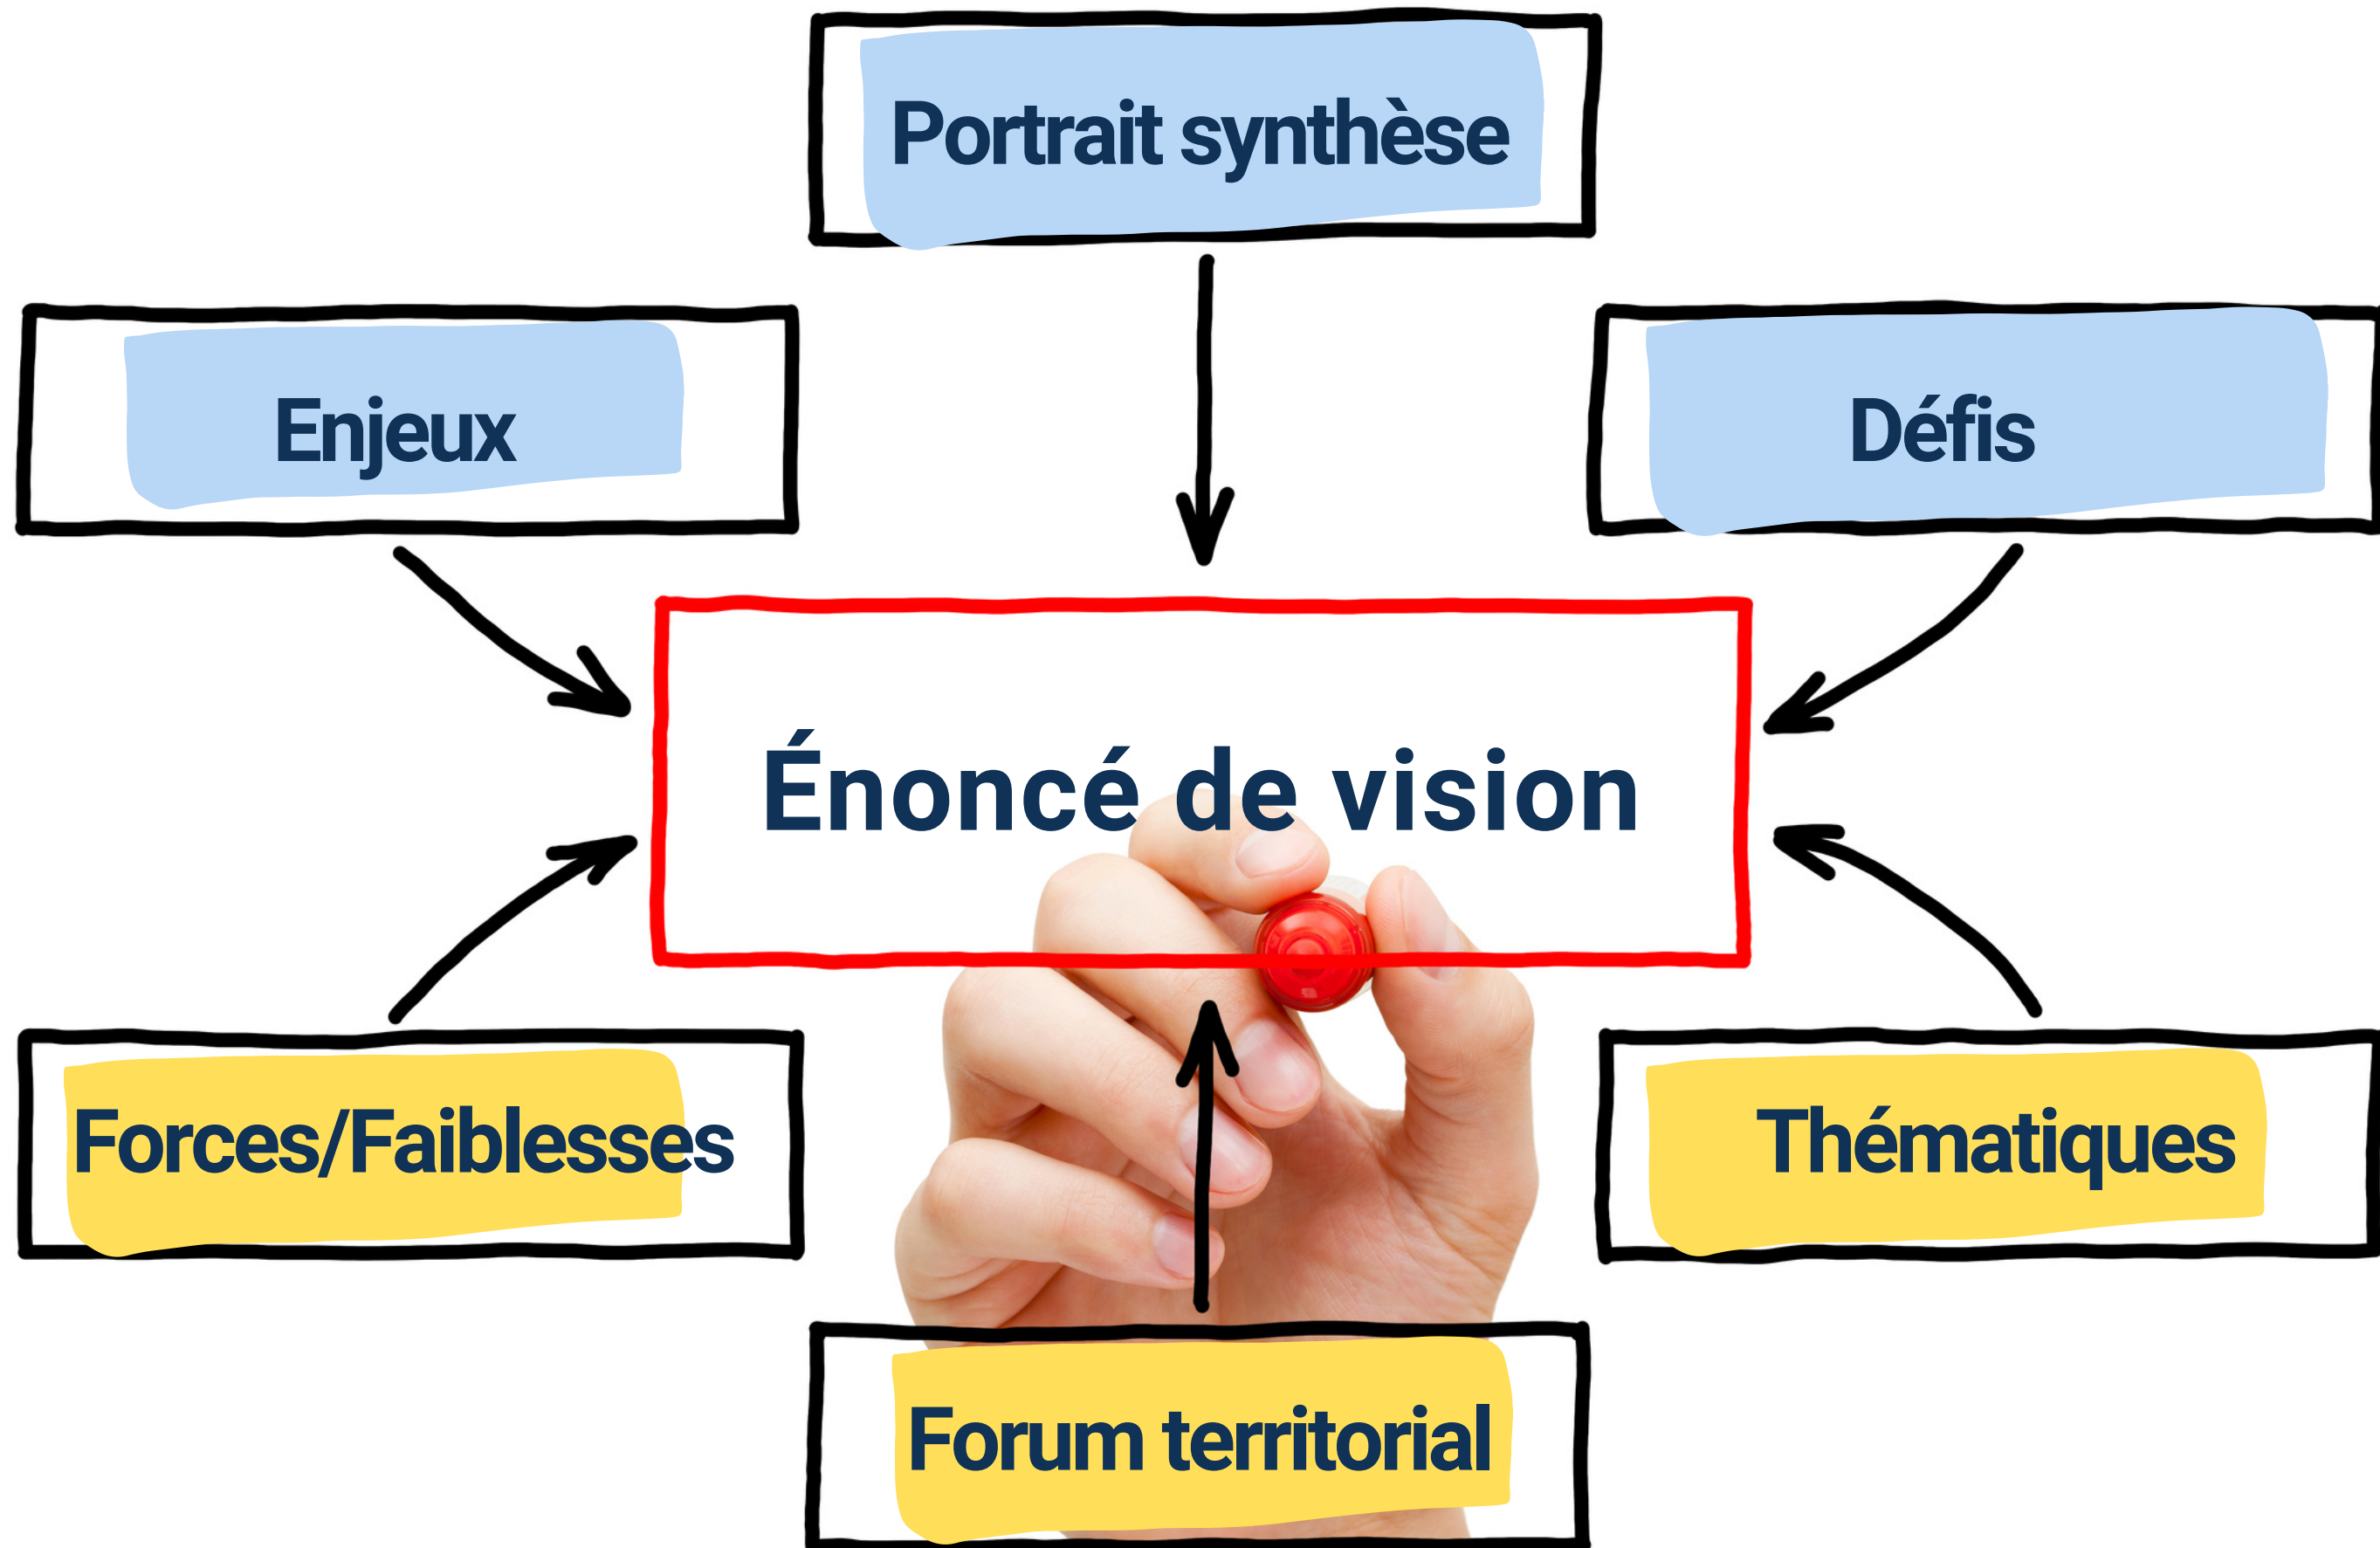 Portrait synthèse
Enjeux
Défis
Énoncé de vision
Forces/Faiblesses
Thématiques
Forum territorial